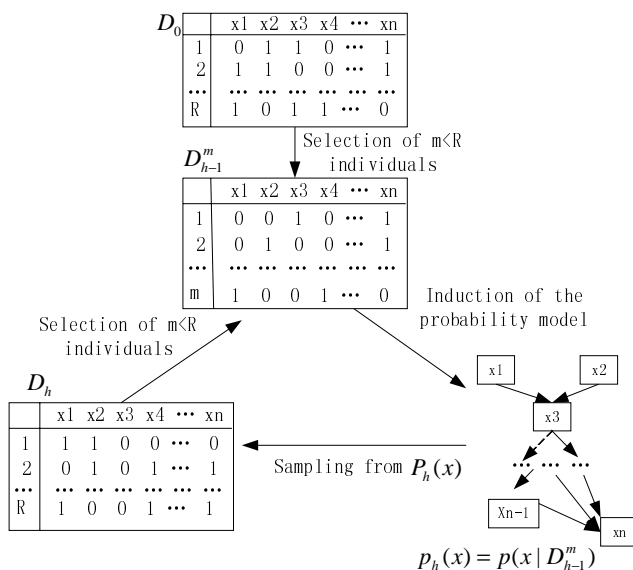 D_0
x1 x2 x3 x4 ··· xn
1 0 1 1 0 ··· 1
2 1 1 0 0 ··· 1
··· ··· ··· ··· ··· ··· ···
R 1 0 1 1 ··· 0
Selection of m<R
individuals
D^m_{h-1}
x1 x2 x3 x4 ··· xn
1 0 0 1 0 ··· 1
2 0 1 0 0 ··· 1
··· ··· ··· ··· ··· ··· ···
m 1 0 0 1 ··· 0
Selection of m<R
individuals
Induction of the
probability model
D_h
x1 x2 x3 x4 ··· xn
1 1 1 0 0 ··· 0
2 0 1 0 1 ··· 1
··· ··· ··· ··· ··· ··· ···
R 1 0 0 1 ··· 1
Sampling from P_h(x)
x1 x2
x3
··· ··· ···
Xn-1
xn
p_h(x) = p(x | D^m_{h-1})